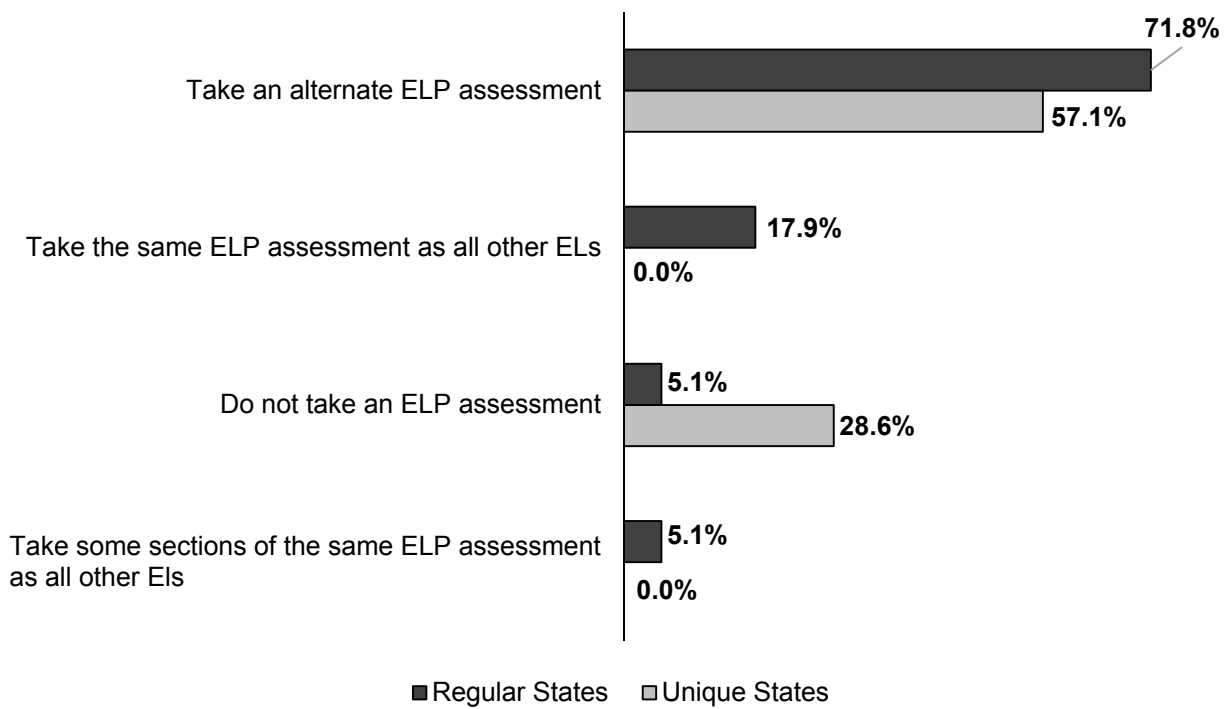 71.8%
Take an alternate ELP assessment
57.1%
17.9%
Take the same ELP assessment as all other ELs
0.0%
5.1%
Do not take an ELP assessment
28.6%
Take some sections of the same ELP assessment
as all other Els
5.1%
0.0%
Regular States
Unique States